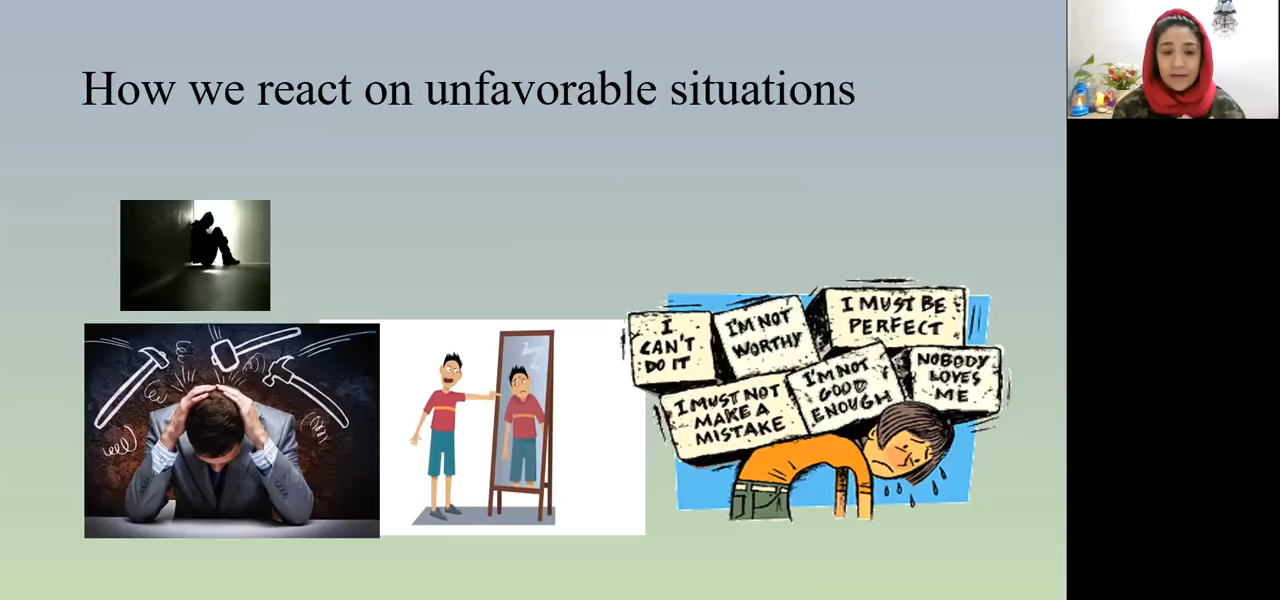 How we react on unfavorable situations
I
CAN'T
DO IT
I'M NOT
WORTHY
I MUST BE
PERFECT
I MUST NOT
MAKE A
MISTAKE
I'M NOT
GOOD
ENOUGH
NOBODY
LOVES
ME